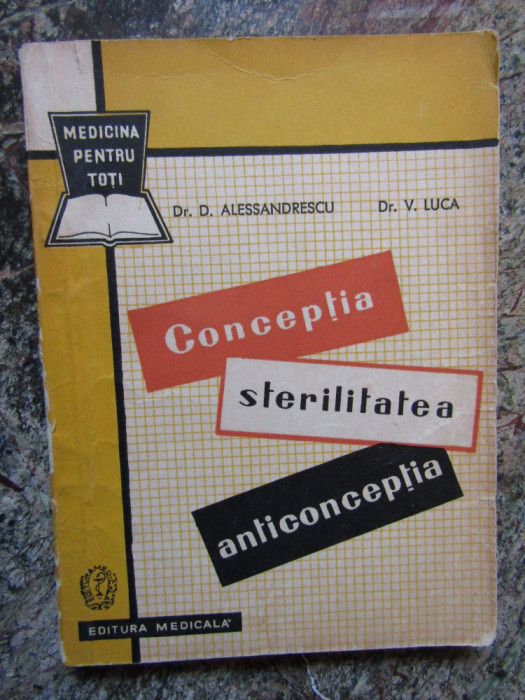 MEDICINA
PENTRU
TOȚI
Dr. D. ALESSANDRESCU Dr. V. LUCA
Concepția
sterilitatea
anticoncepția
EDITURA MEDICALĂ